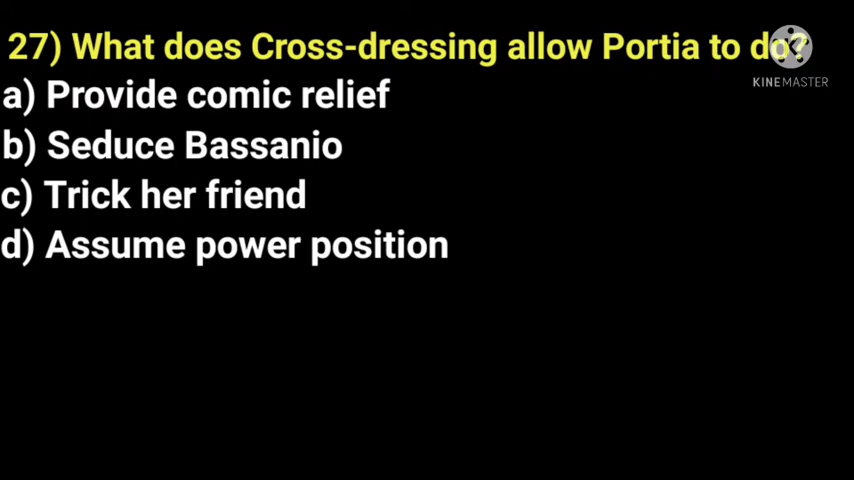 27) What does Cross-dressing allow Portia to do?
KINEMASTER
a) Provide comic relief
b) Seduce Bassanio
c) Trick her friend
d) Assume power position